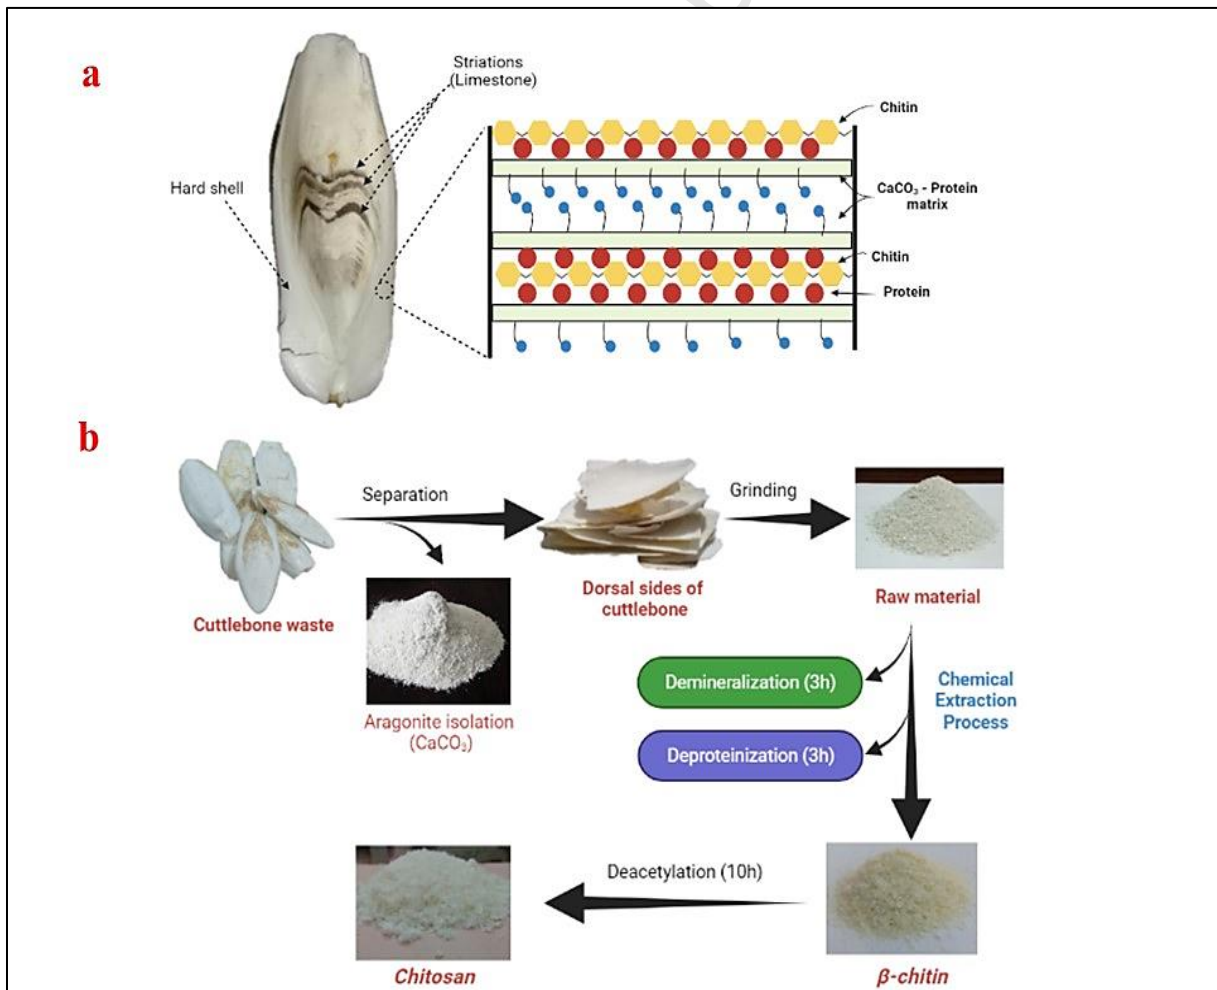 a
Striations
(Limestone)
Hard shell
Chitin
CaCO₃ - Protein
matrix
Chitin
Protein
b
Separation
Grinding
Cuttlebone waste
Dorsal sides of
cuttlebone
Raw material
Aragonite isolation
(CaCO₃)
Demineralization (3h)
Chemical
Extraction
Process
Deproteinization (3h)
Deacetylation (10h)
Chitosan
β-chitin